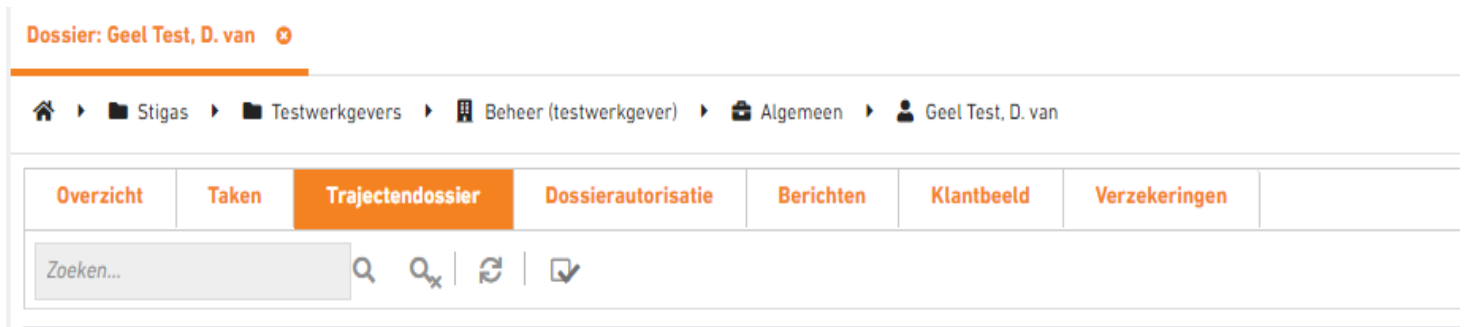 Dossier: Geel Test, D. van
Stigas Testwerkgevers Beheer (testwerkgever) Algemeen Geel Test, D. van
Overzicht Taken Trajectendossier Dossierautorisatie Berichten Klantbeeld Verzekeringen
Zoeken...